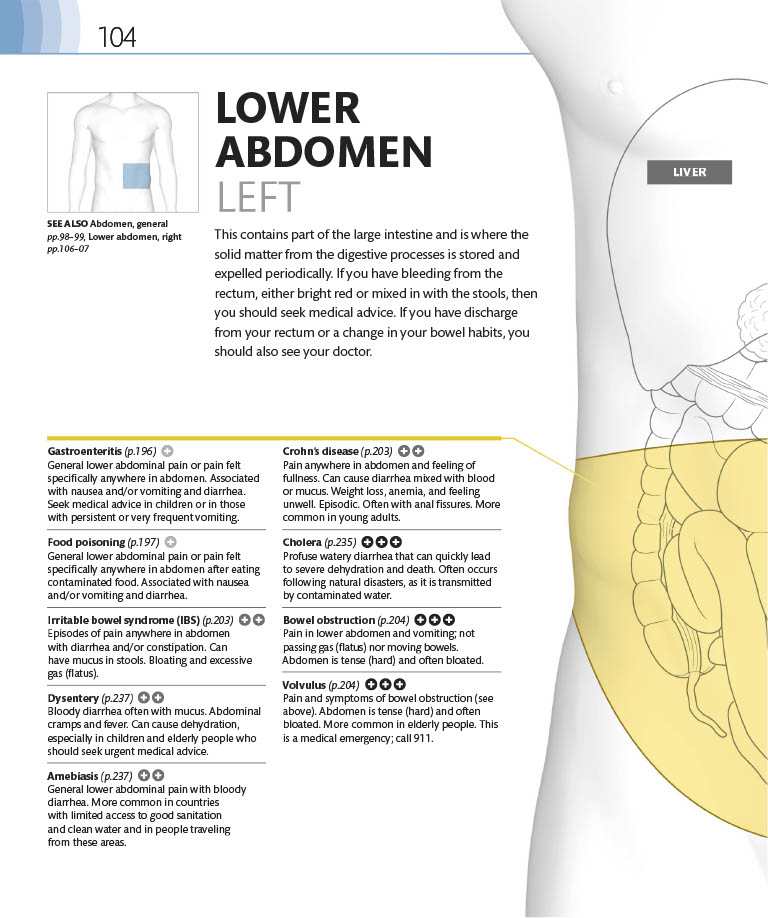 104
LOWER
ABDOMEN
LEFT
SEE ALSO Abdomen, general
pp.98–99, Lower abdomen, right
pp.106–07
This contains part of the large intestine and is where the
solid matter from the digestive processes is stored and
expelled periodically. If you have bleeding from the
rectum, either bright red or mixed in with the stools, then
you should seek medical advice. If you have discharge
from your rectum or a change in your bowel habits, you
should also see your doctor.
LIVER
Gastroenteritis (p.196)
General lower abdominal pain or pain felt
specifically anywhere in abdomen. Associated
with nausea and/or vomiting and diarrhea.
Seek medical advice in children or in those
with persistent or very frequent vomiting.
Food poisoning (p.197)
General lower abdominal pain or pain felt
specifically anywhere in abdomen after eating
contaminated food. Associated with nausea
and/or vomiting and diarrhea.
Irritable bowel syndrome (IBS) (p.203)
Episodes of pain anywhere in abdomen
with diarrhea and/or constipation. Can
have mucus in stools. Bloating and excessive
gas (flatus).
Dysentery (p.237)
Bloody diarrhea often with mucus. Abdominal
cramps and fever. Can cause dehydration,
especially in children and elderly people who
should seek urgent medical advice.
Amebiasis (p.237)
General lower abdominal pain with bloody
diarrhea. More common in countries
with limited access to good sanitation
and clean water and in people traveling
from these areas.
Crohn's disease (p.203)
Pain anywhere in abdomen and feeling of
fullness. Can cause diarrhea mixed with blood
or mucus. Weight loss, anemia, and feeling
unwell. Episodic. Often with anal fissures. More
common in young adults.
Cholera (p.235)
Profuse watery diarrhea that can quickly lead
to severe dehydration and death. Often occurs
following natural disasters, as it is transmitted
by contaminated water.
Bowel obstruction (p.204)
Pain in lower abdomen and vomiting; not
passing gas (flatus) nor moving bowels.
Abdomen is tense (hard) and often bloated.
Volvulus (p.204)
Pain and symptoms of bowel obstruction (see
above). Abdomen is tense (hard) and often
bloated. More common in elderly people. This
is a medical emergency; call 911.